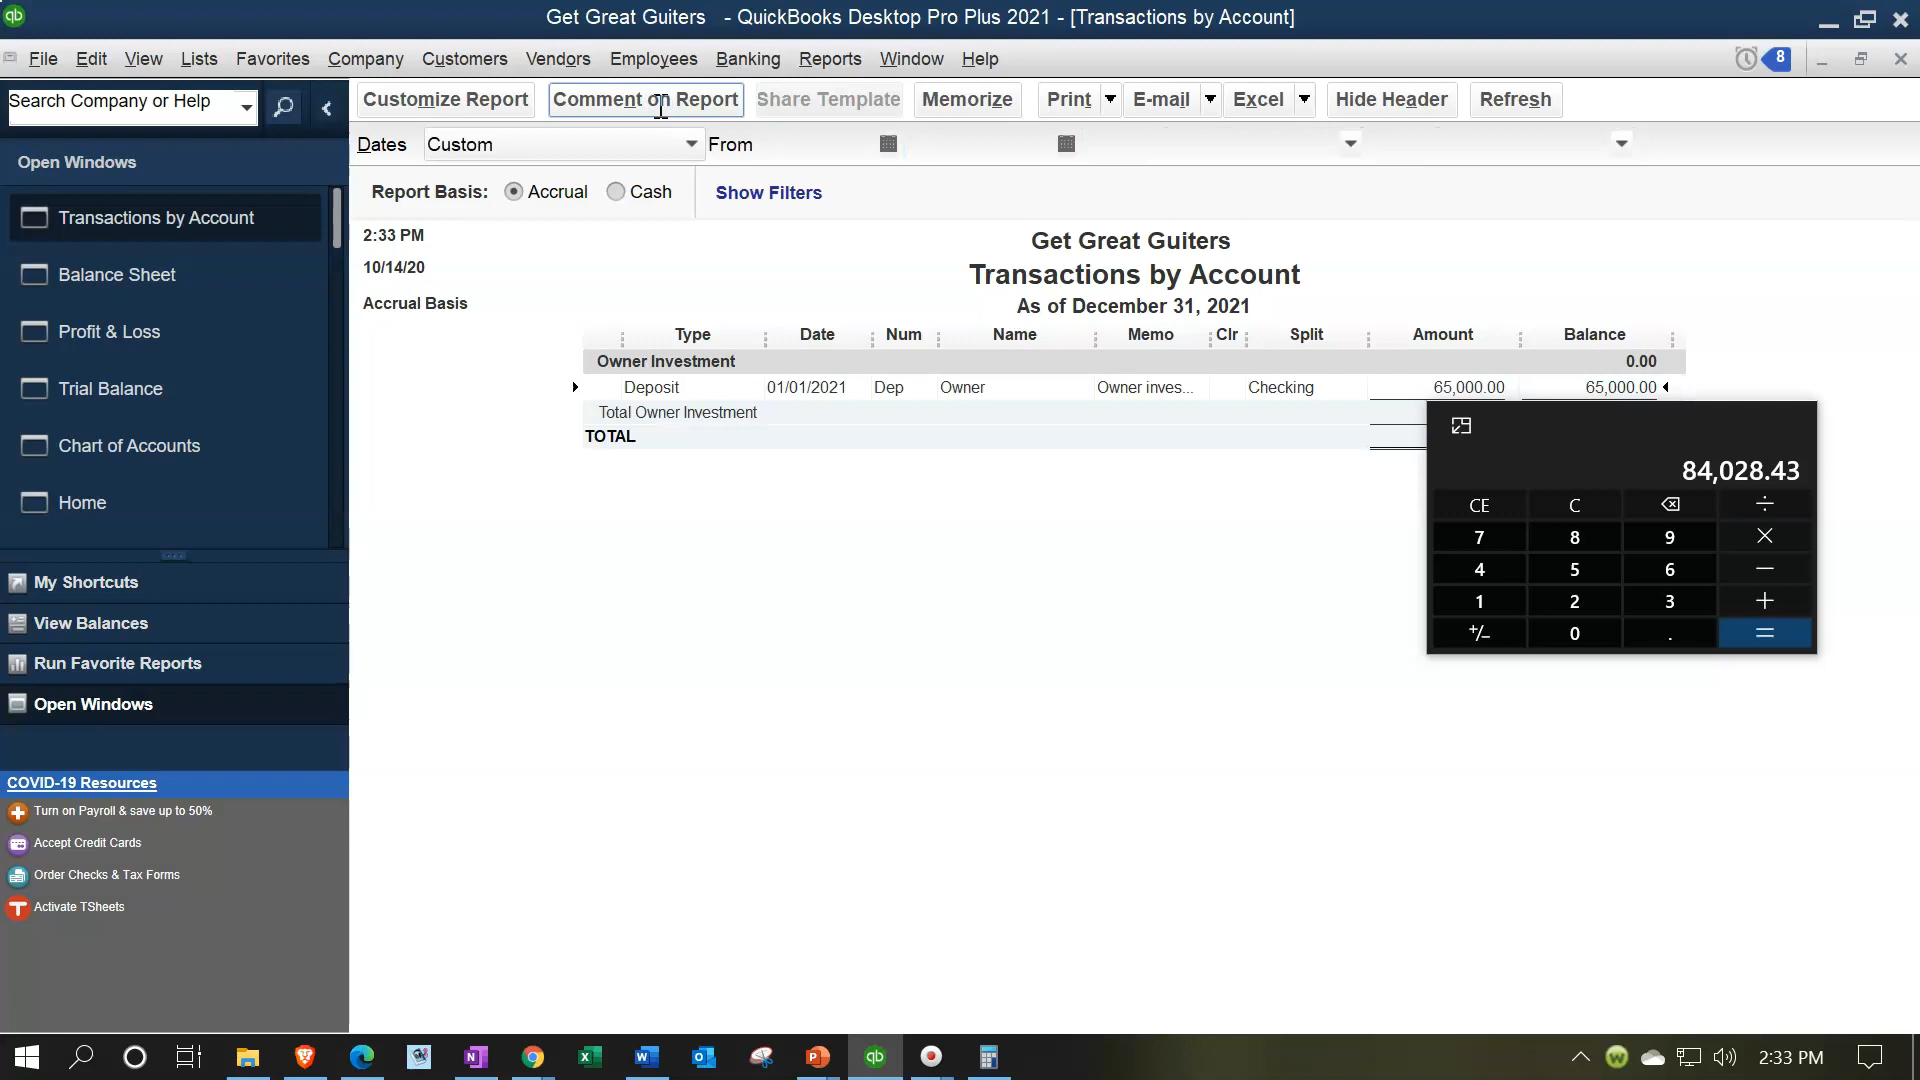 qb Get Great Guiters - QuickBooks Desktop Pro Plus 2021 - [Transactions by Account]
File Edit View Lists Favorites Company Customers Vendors Employees Banking Reports Window Help 8
Search Company or Help
Customize Report Comment on Report Share Template Memorize Print E-mail Excel Hide Header Refresh
Dates Custom From
Open Windows
Report Basis: Accrual Cash Show Filters
Transactions by Account
Balance Sheet
Profit & Loss
Trial Balance
Chart of Accounts
Home
2:33 PM
10/14/20
Accrual Basis
Get Great Guiters
Transactions by Account
As of December 31, 2021
Type Date Num Name Memo Clr Split Amount Balance
Owner Investment 0.00
Deposit 01/01/2021 Dep Owner Owner inves... Checking 65,000.00 65,000.00
Total Owner Investment
TOTAL
84,028.43
CE C ÷
7 8 9 ×
4 5 6 −
1 2 3 +
+/− 0 . =
My Shortcuts
View Balances
Run Favorite Reports
Open Windows
COVID-19 Resources
Turn on Payroll & save up to 50%
Accept Credit Cards
Order Checks & Tax Forms
Activate TSheets
2:33 PM